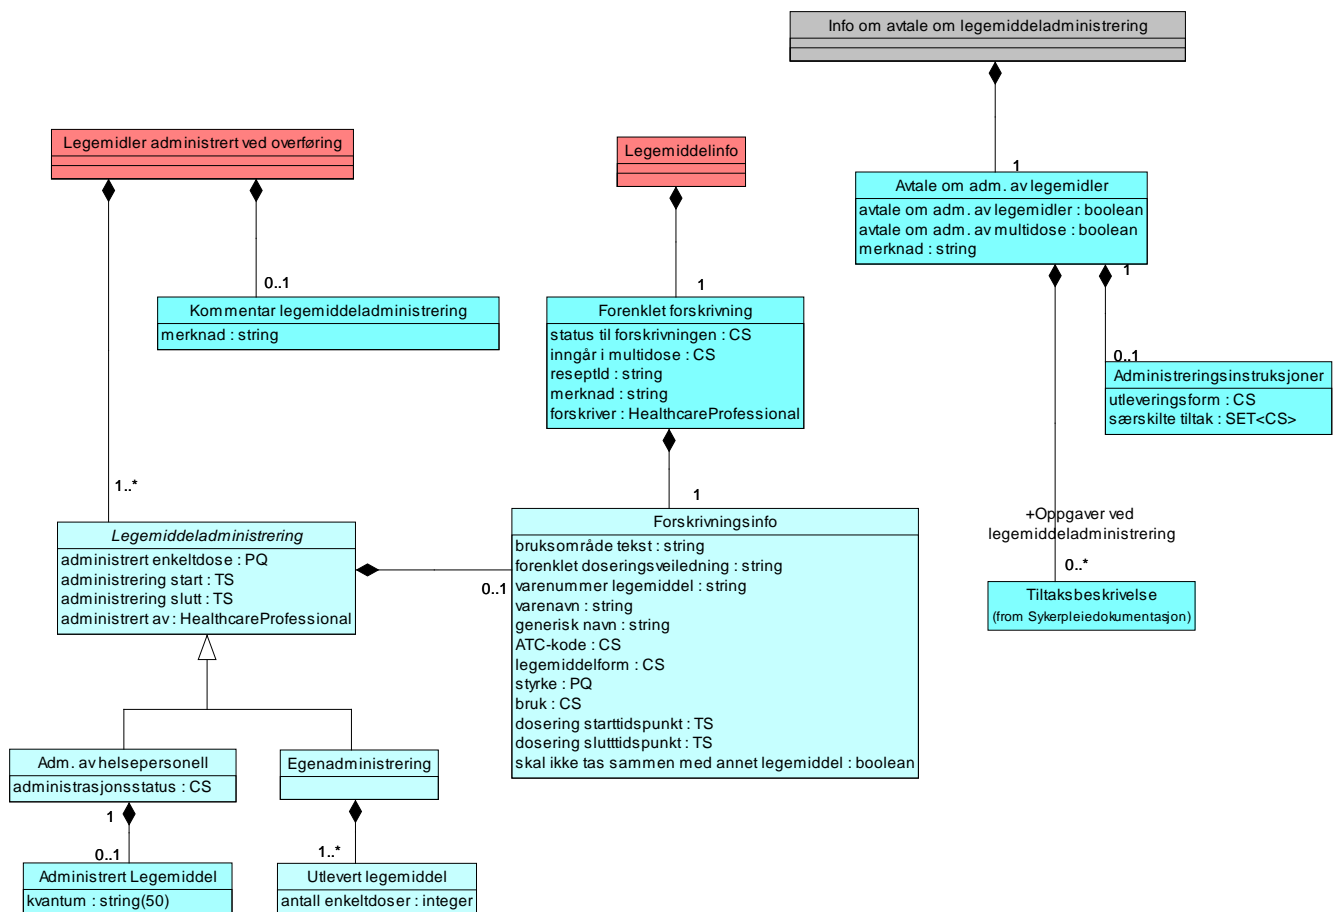 Info om avtale om legemiddeladministrering
1
Legemidler administrert ved overføring
Legemiddelinfo
Avtale om adm. av legemidler
avtale om adm. av legemidler : boolean
avtale om adm. av multidose : boolean
merknad : string
0..1
Kommentar legemiddeladministrering
merknad : string
1
Forenklet forskrivning
status til forskrivningen : CS
inngår i multidose : CS
reseptId : string
merknad : string
forskriver : HealthcareProfessional
1
0..1
Administreringsinstruksjoner
utleveringsform : CS
særskilte tiltak : SET<CS>
1..*
Legemiddeladministrering
administrert enkeltdose : PQ
administrering start : TS
administrering slutt : TS
administrert av : HealthcareProfessional
0..1
1
Forskrivningsinfo
bruksområde tekst : string
forenklet doseringsveiledning : string
varenummer legemiddel : string
varenavn : string
generisk navn : string
ATC-kode : CS
legemiddelform : CS
styrke : PQ
bruk : CS
dosering starttidspunkt : TS
dosering slutttidspunkt : TS
skal ikke tas sammen med annet legemiddel : boolean
+Oppgaver ved
legemiddeladministrering
0..*
Tiltaksbeskrivelse
(from Sykerpleiedokumentasjon)
Adm. av helsepersonell
administrasjonsstatus : CS
Egenadministrering
1
0..1
Administrert Legemiddel
kvantum : string(50)
1..*
Utlevert legemiddel
antall enkeltdoser : integer